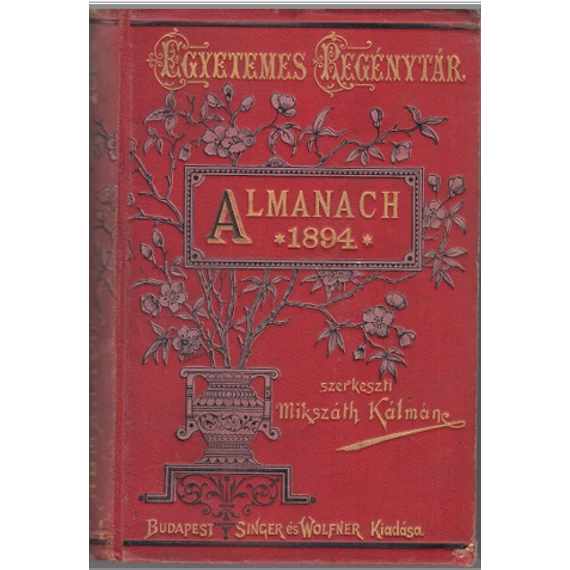 EGYETEMES REGÉNYTÁR.
ALMANACH
*1894.*
szerkeszti
Mikszáth Kálmán
BUDAPEST SINGER és WOLFNER Kiadása.